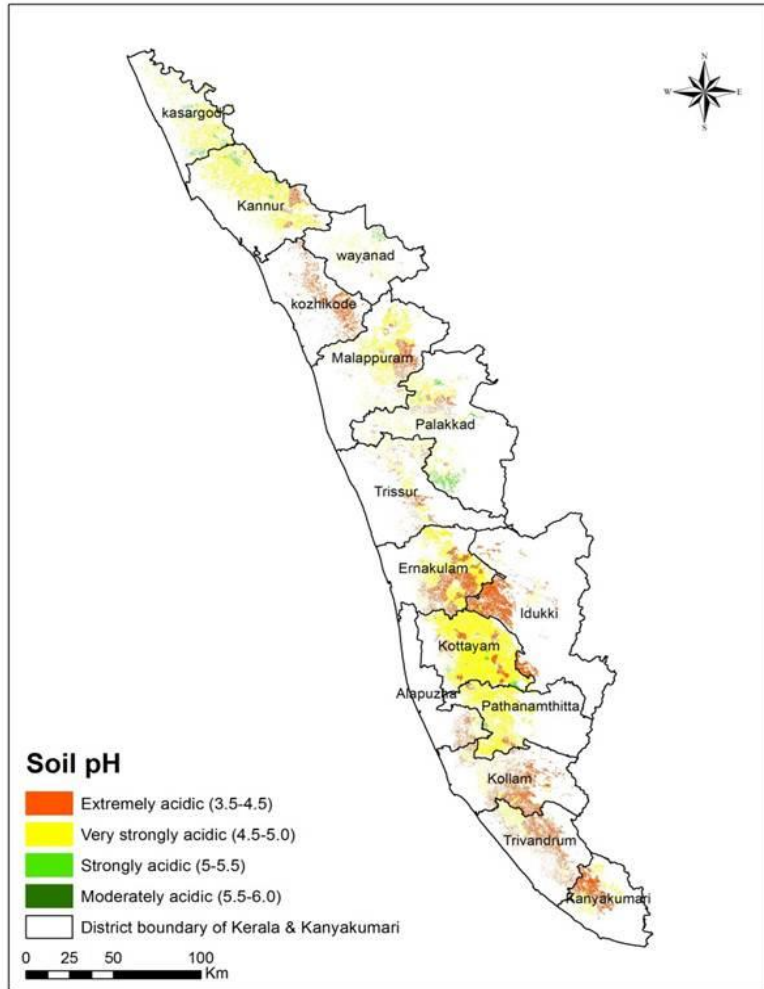 N
W E
S
kasargod
Kannur
wayanad
kozhikode
Malappuram
Palakkad
Trissur
Ernakulam
Idukki
Kottayam
Alapuzha
Pathanamthitta
Kollam
Trivandrum
Kanyakumari
Soil pH
Extremely acidic (3.5-4.5)
Very strongly acidic (4.5-5.0)
Strongly acidic (5-5.5)
Moderately acidic (5.5-6.0)
District boundary of Kerala & Kanyakumari
0 25 50 100
Km